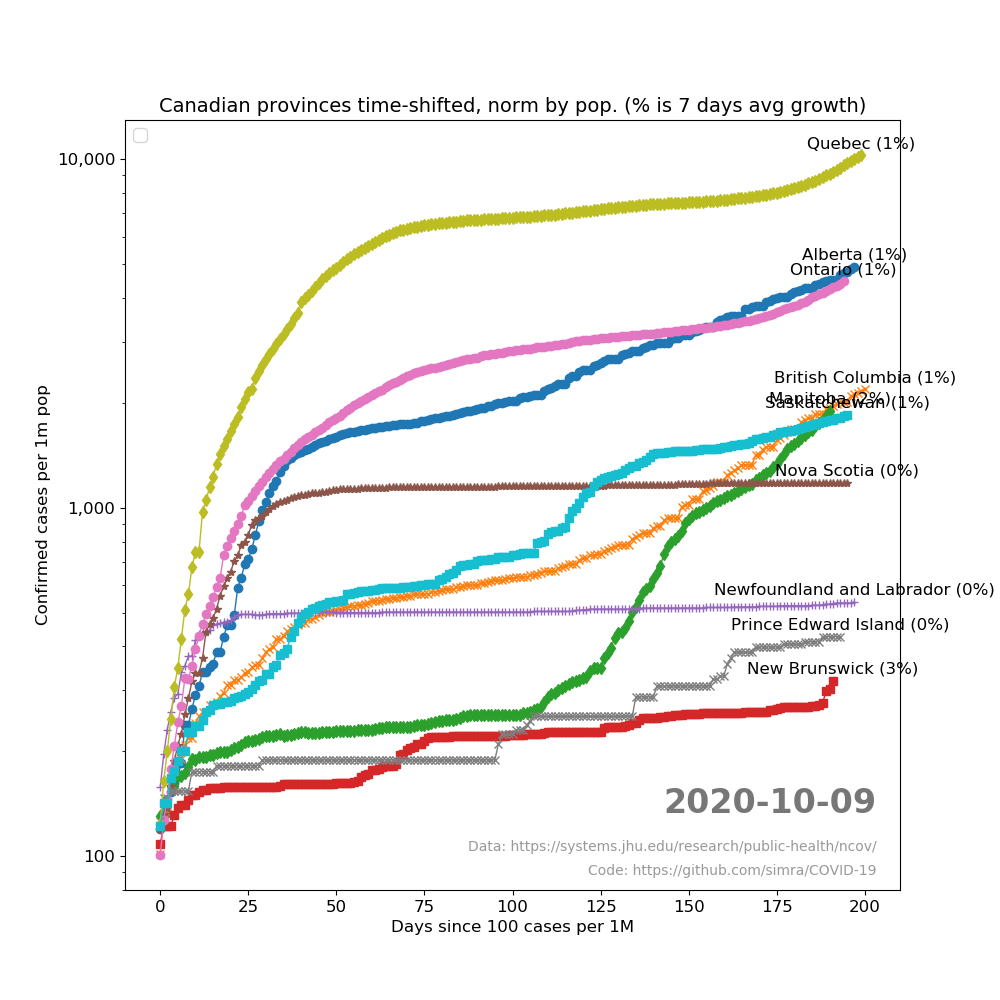 Canadian provinces time-shifted, norm by pop. (% is 7 days avg growth)
Confirmed cases per 1m pop
10,000
1,000
100
Quebec (1%)
Alberta (1%)
Ontario (1%)
British Columbia (1%)
Manitoba (2%)
Saskatchewan (1%)
Nova Scotia (0%)
Newfoundland and Labrador (0%)
Prince Edward Island (0%)
New Brunswick (3%)
2020-10-09
Data: https://systems.jhu.edu/research/public-health/ncov/
Code: https://github.com/simra/COVID-19
0 25 50 75 100 125 150 175 200
Days since 100 cases per 1M